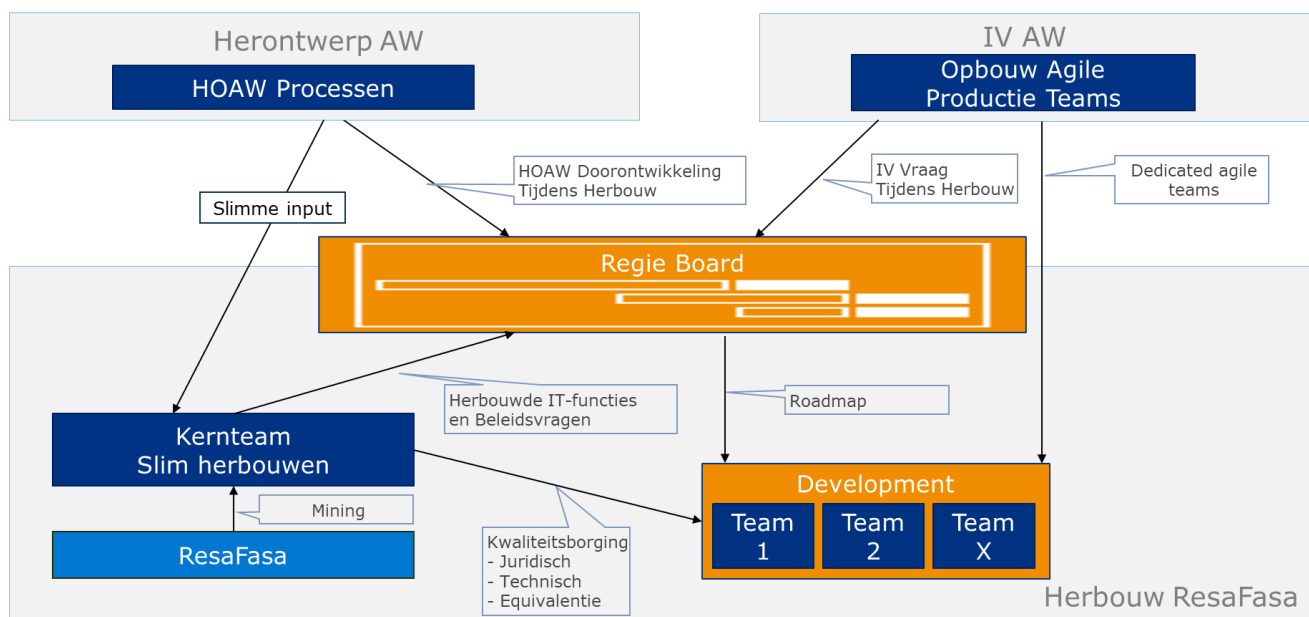 Herontwerp AW
HOAW Processen
IV AW
Opbouw Agile
Productie Teams
HOAW Doorontwikkeling
Tijdens Herbouw
IV Vraag
Tijdens Herbouw
Dedicated agile
teams
Slimme input
Regie Board
Herbouwde IT-functies
en Beleidsvragen
Roadmap
Kernteam
Slim herbouwen
Mining
ResaFasa
Kwaliteitsborging
- Juridisch
- Technisch
- Equivalentie
Development
Team
1
Team
2
Team
X
Herbouw ResaFasa